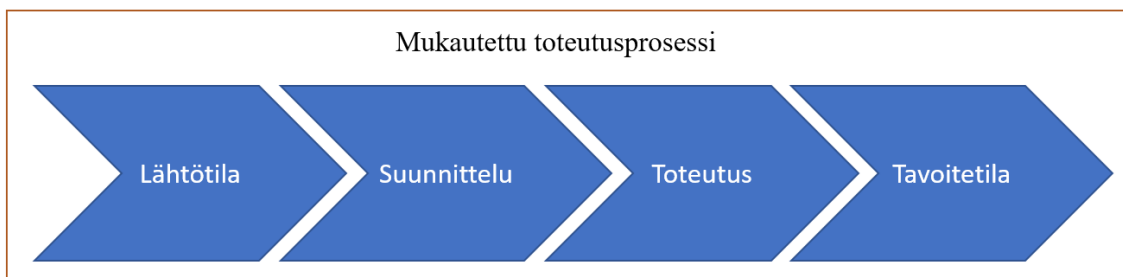 Mukautettu toteutusprosessi
Lähtötila
Suunnittelu
Toteutus
Tavoitetila